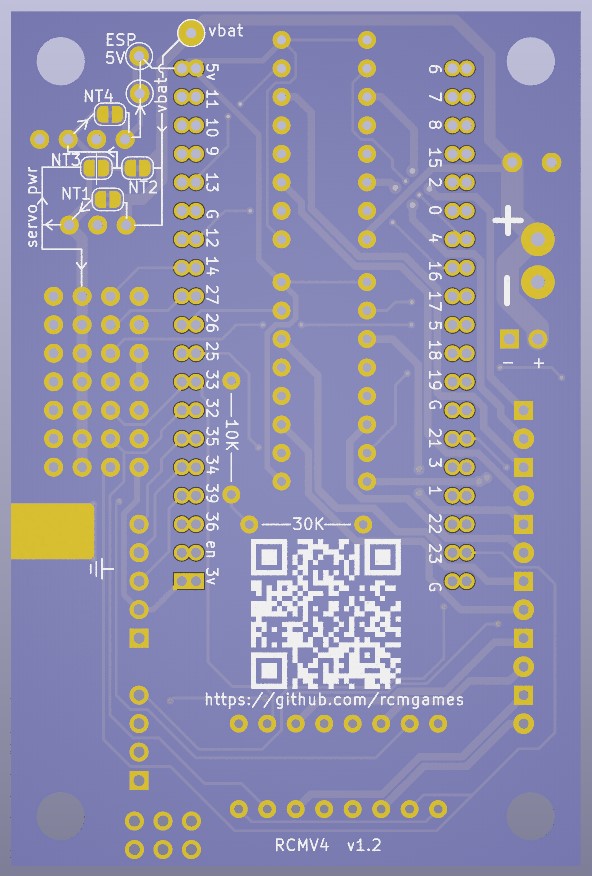 vbat
ESP
5V
vbat
NT4
NT3
NT2
NT1
servo pwr
5v
11
10
9
13
G
12
14
27
26
25
33
32
35
34
39
36
en
3v
6
7
8
15
2
0
4
16
17
5
18
19
G
21
3
1
22
23
G
+
-
- +
10K
30K
https://github.com/rcmgames
RCMV4 v1.2